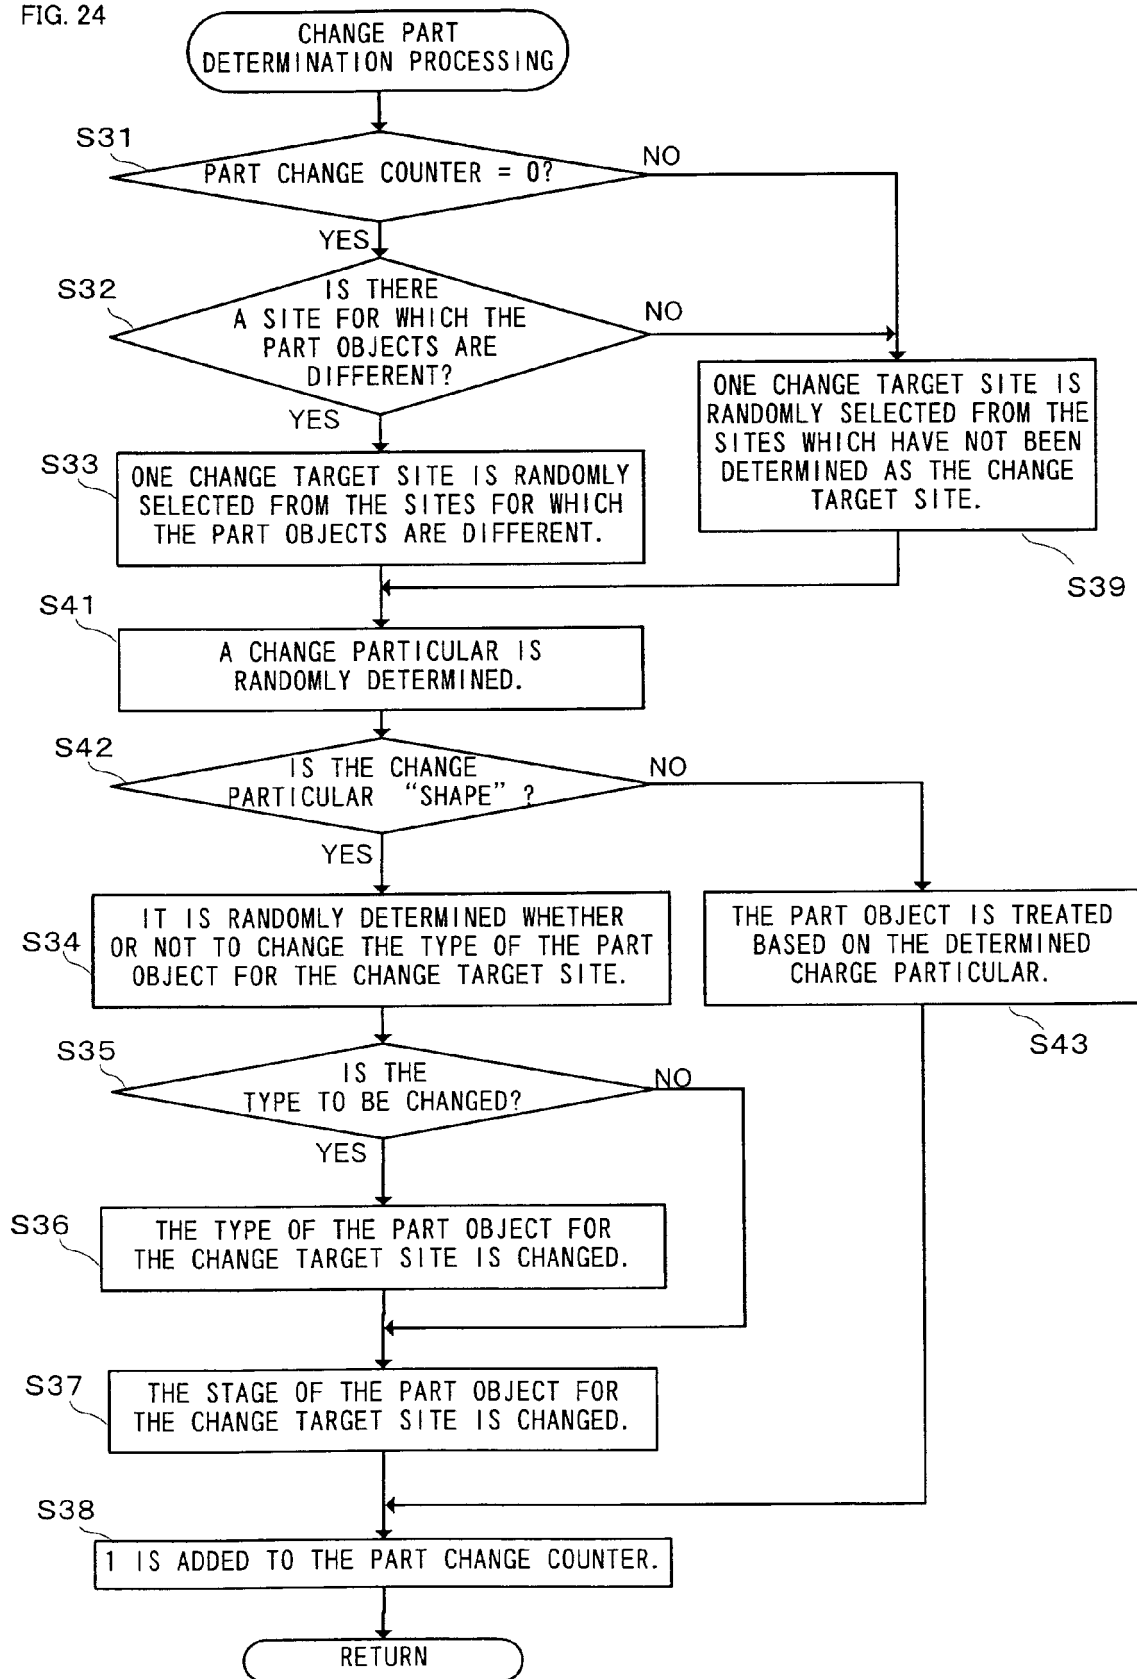 FIG. 24
CHANGE PART
DETERMINATION PROCESSING
S31
PART CHANGE COUNTER = 0?
NO
YES
S32
IS THERE
A SITE FOR WHICH THE
PART OBJECTS ARE
DIFFERENT?
NO
YES
ONE CHANGE TARGET SITE IS
RANDOMLY SELECTED FROM THE
SITES WHICH HAVE NOT BEEN
DETERMINED AS THE CHANGE
TARGET SITE.
S39
S33
ONE CHANGE TARGET SITE IS RANDOMLY
SELECTED FROM THE SITES FOR WHICH
THE PART OBJECTS ARE DIFFERENT.
S41
A CHANGE PARTICULAR IS
RANDOMLY DETERMINED.
S42
IS THE CHANGE
PARTICULAR “SHAPE” ?
NO
YES
S34
IT IS RANDOMLY DETERMINED WHETHER
OR NOT TO CHANGE THE TYPE OF THE PART
OBJECT FOR THE CHANGE TARGET SITE.
THE PART OBJECT IS TREATED
BASED ON THE DETERMINED
CHARGE PARTICULAR.
S43
S35
IS THE
TYPE TO BE CHANGED?
NO
YES
S36
THE TYPE OF THE PART OBJECT FOR
THE CHANGE TARGET SITE IS CHANGED.
S37
THE STAGE OF THE PART OBJECT FOR
THE CHANGE TARGET SITE IS CHANGED.
S38
1 IS ADDED TO THE PART CHANGE COUNTER.
RETURN